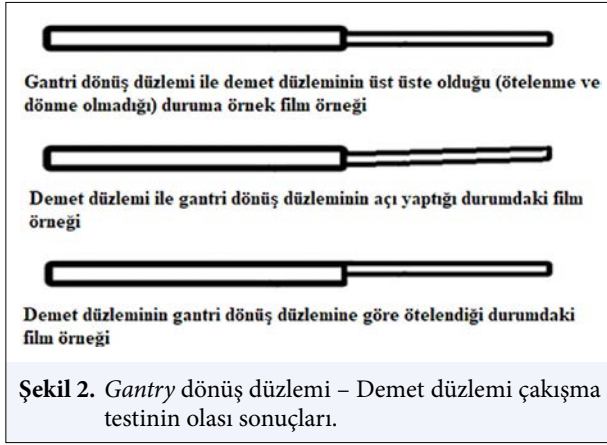 Gantri dönüş düzlemi ile demet düzleminin üst üste olduğu (ötelenme ve
dönme olmadığı) duruma örnek film örneği
Demet düzlemi ile gantri dönüş düzleminin açı yaptığı durumdaki film
örneği
Demet düzleminin gantri dönüş düzlemine göre ötelendiği durumdaki
film örneği
Şekil 2. Gantry dönüş düzlemi – Demet düzlemi çakışma
testinin olası sonuçları.